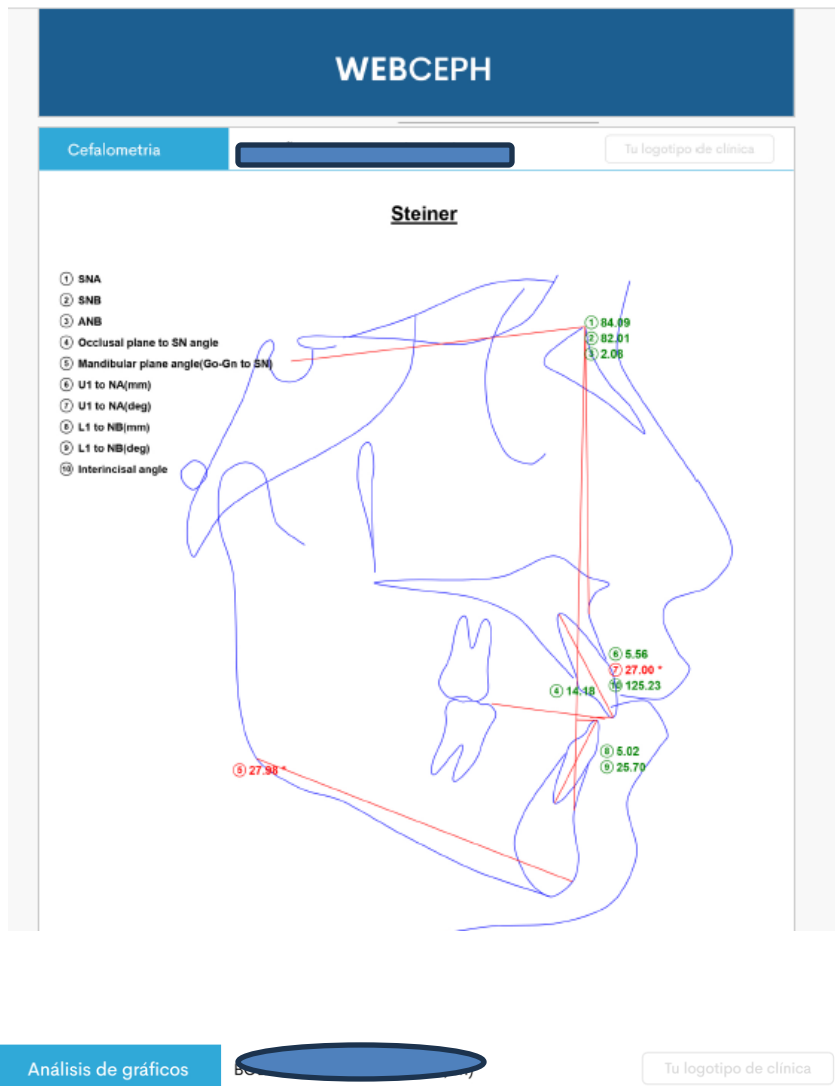 WEBCEPH
Cefalometria
Tu logotipo de clínica
Steiner
① SNA
② SNB
③ ANB
④ Occlusal plane to SN angle
⑤ Mandibular plane angle(Go-Gn to SN)
⑥ U1 to NA(mm)
⑦ U1 to NA(deg)
⑧ L1 to NB(mm)
⑨ L1 to NB(deg)
⑩ Interincisal angle
① 84.09
② 82.01
③ 2.08
⑥ 5.56
⑦ 27.00 *
⑩ 125.23
④ 14.18
⑧ 5.02
⑨ 25.70
⑤ 27.98 *
Análisis de gráficos
Tu logotipo de clínica